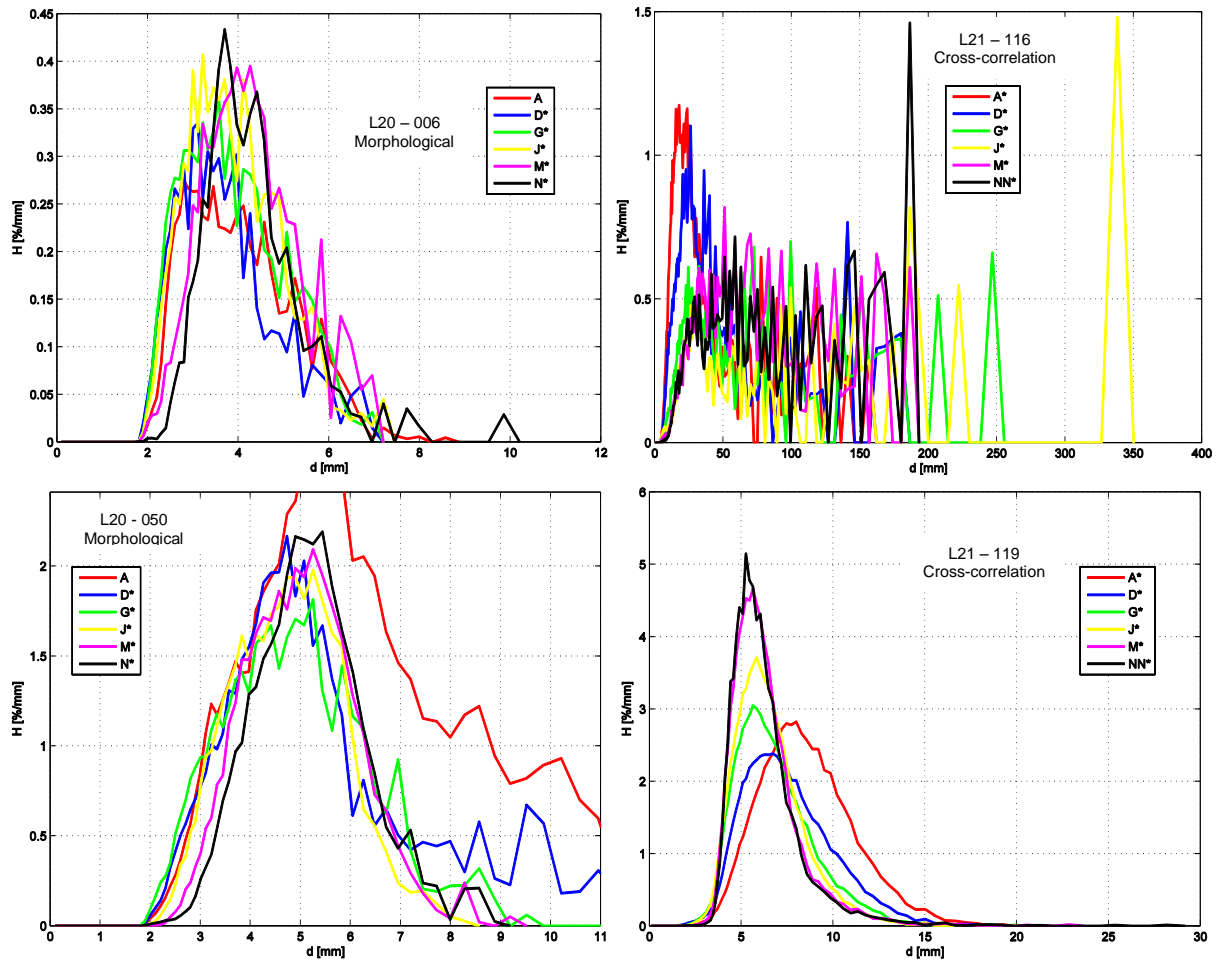 0.45
0.4
0.35
0.3
0.25
0.2
0.15
0.1
0.05
0
H [%/mm]
L20 – 006
Morphological
A
D*
G*
J*
M*
N*
2 4 6 8 10 12
d [mm]
1.5
1
0.5
0
H [%/mm]
L21 – 116
Cross-correlation
A*
D*
G*
J*
M*
NN*
0 50 100 150 200 250 300 350 400
d [mm]
2
1.5
1
0.5
0
H [%/mm]
L20 - 050
Morphological
A
D*
G*
J*
M*
N*
1 2 3 4 5 6 7 8 9 10 11
d [mm]
6
5
4
3
2
1
0
H [%/mm]
L21 – 119
Cross-correlation
A*
D*
G*
J*
M*
NN*
0 5 10 15 20 25 30
d [mm]